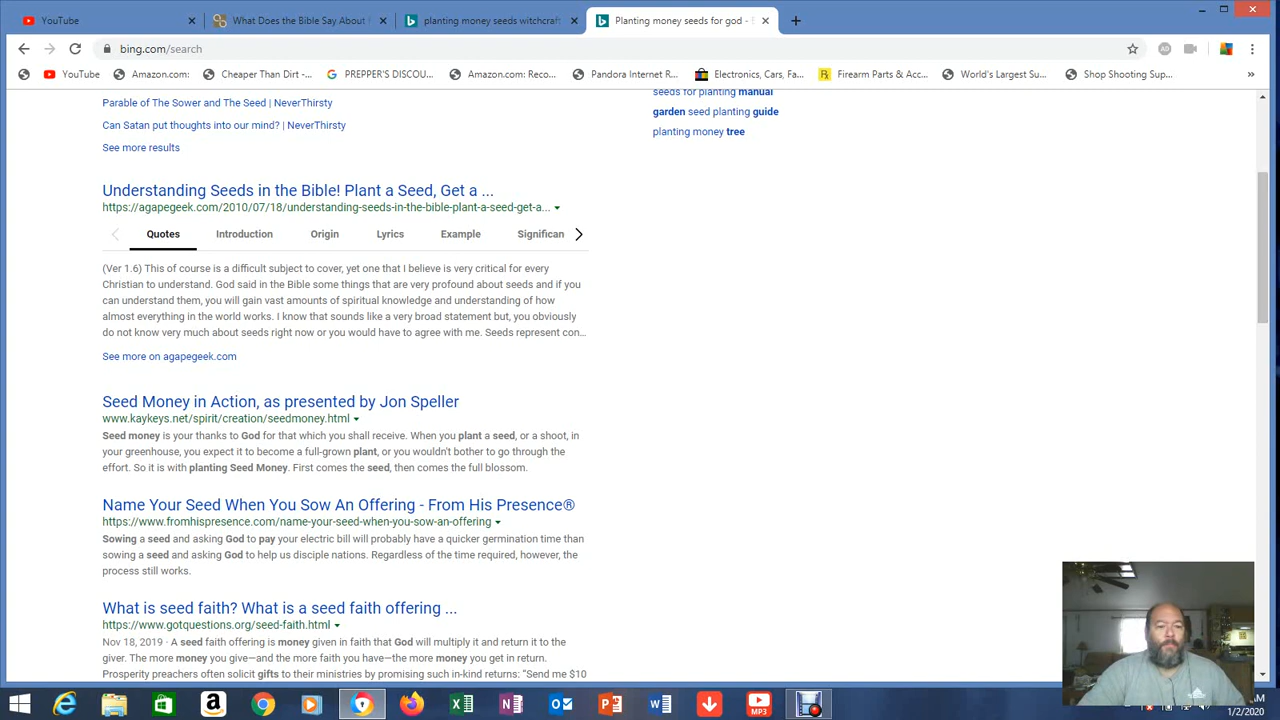 YouTube
What Does the Bible Say About
planting money seeds witchcraft
Planting money seeds for god -
bing.com/search
YouTube
Amazon.com:
Cheaper Than Dirt -...
PREPPER'S DISCOU...
Amazon.com: Reco...
Pandora Internet R...
Electronics, Cars, Fa...
Firearm Parts & Acc...
World's Largest Su...
Shop Shooting Sup...
seeds for planting manual
garden seed planting guide
planting money tree
Parable of The Sower and The Seed | NeverThirsty
Can Satan put thoughts into our mind? | NeverThirsty
See more results
Understanding Seeds in the Bible! Plant a Seed, Get a ...
https://agapegeek.com/2010/07/18/understanding-seeds-in-the-bible-plant-a-seed-get-a...
Quotes Introduction Origin Lyrics Example Significan
(Ver 1.6) This of course is a difficult subject to cover, yet one that I believe is very critical for every
Christian to understand. God said in the Bible some things that are very profound about seeds and if you
can understand them, you will gain vast amounts of spiritual knowledge and understanding of how
almost everything in the world works. I know that sounds like a very broad statement but, you obviously
do not know very much about seeds right now or you would have to agree with me. Seeds represent con...
See more on agapegeek.com
Seed Money in Action, as presented by Jon Speller
www.kaykeys.net/spirit/creation/seedmoney.html
Seed money is your thanks to God for that which you shall receive. When you plant a seed, or a shoot, in
your greenhouse, you expect it to become a full-grown plant, or you wouldn't bother to go through the
effort. So it is with planting Seed Money. First comes the seed, then comes the full blossom.
Name Your Seed When You Sow An Offering - From His Presence®
https://www.fromhispresence.com/name-your-seed-when-you-sow-an-offering
Sowing a seed and asking God to pay your electric bill will probably have a quicker germination time than
sowing a seed and asking God to help us disciple nations. Regardless of the time required, however, the
process still works.
What is seed faith? What is a seed faith offering ...
https://www.gotquestions.org/seed-faith.html
Nov 18, 2019 · A seed faith offering is money given in faith that God will multiply it and return it to the
giver. The more money you give—and the more faith you have—the more money you get in return.
Prosperity preachers often solicit gifts to their ministries by promising such in-kind returns: "Send me $10
MP3
1/2/2020